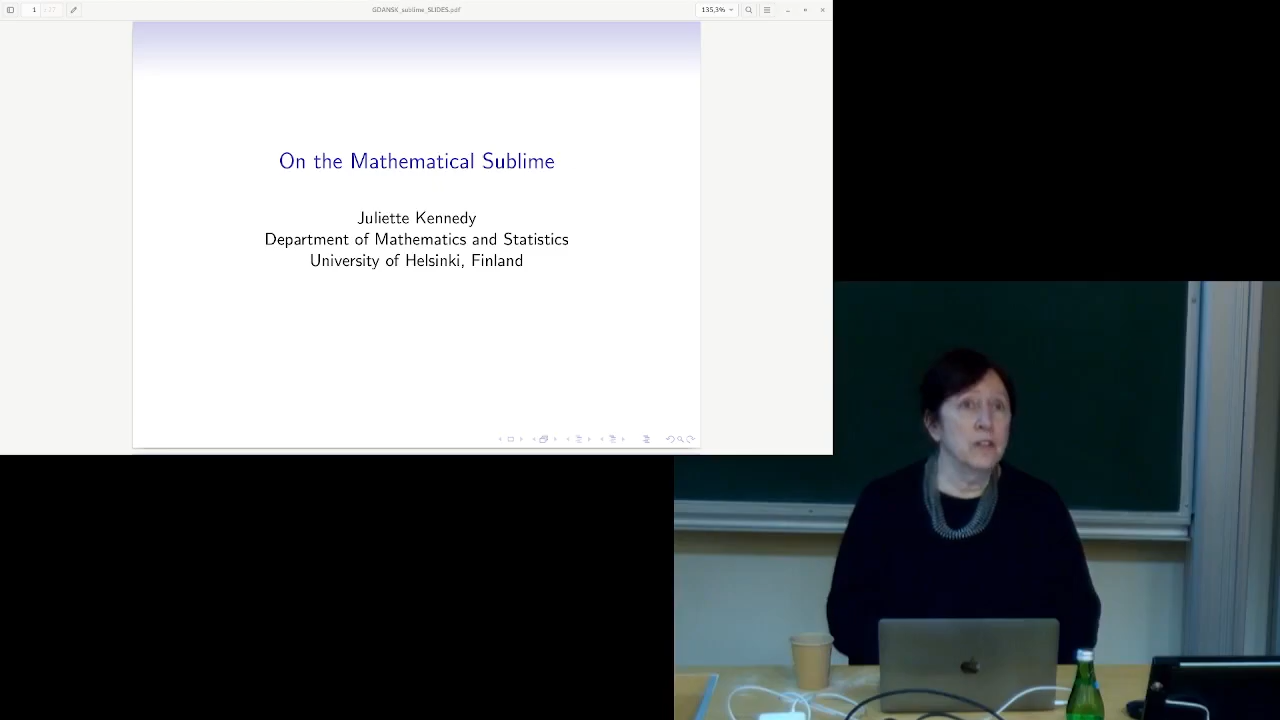 1
GDANSK_sublime_SLIDES.pdf
135,3%
On the Mathematical Sublime
Juliette Kennedy
Department of Mathematics and Statistics
University of Helsinki, Finland